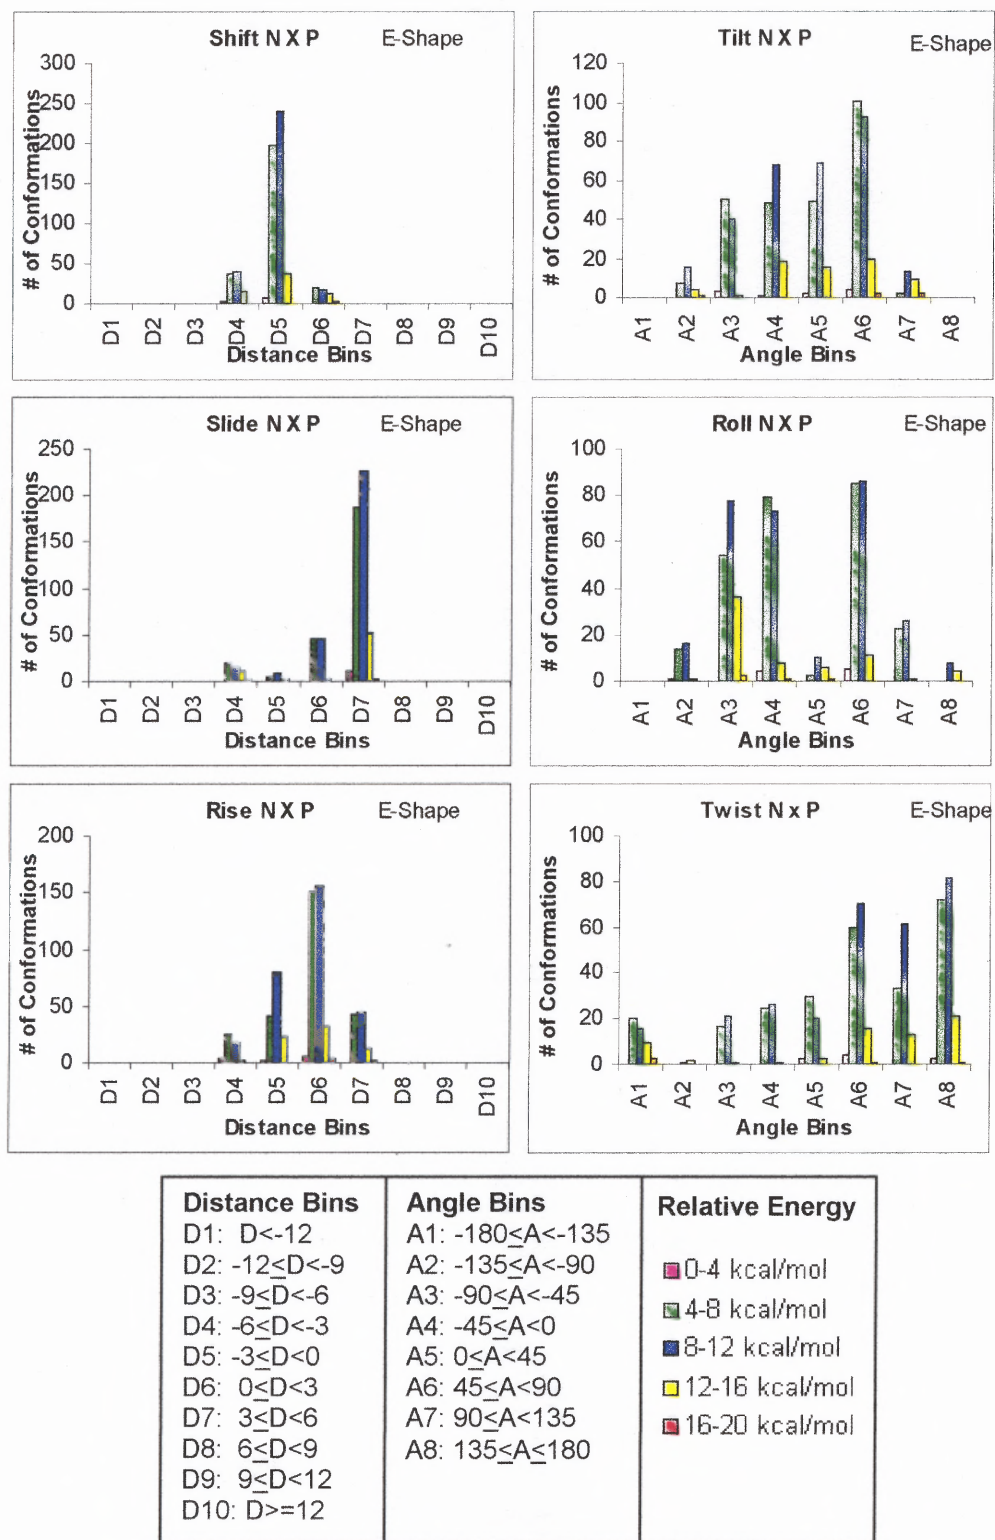 Shift N X P E-Shape
300
250
200
150
100
50
0
# of Conformations
D1 D2 D3 D4 D5 D6 D7 D8 D9 D10
Distance Bins
Tilt N X P E-Shape
120
100
80
60
40
20
0
# of Conformations
A1 A2 A3 A4 A5 A6 A7 A8
Angle Bins
Slide N X P E-Shape
250
200
150
100
50
0
# of Conformations
D1 D2 D3 D4 D5 D6 D7 D8 D9 D10
Distance Bins
Roll N X P E-Shape
100
80
60
40
20
0
# of Conformations
A1 A2 A3 A4 A5 A6 A7 A8
Angle Bins
Rise N X P E-Shape
200
150
100
50
0
# of Conformations
D1 D2 D3 D4 D5 D6 D7 D8 D9 D10
Distance Bins
Twist N x P E-Shape
100
80
60
40
20
0
# of Conformations
A1 A2 A3 A4 A5 A6 A7 A8
Angle Bins
Distance Bins
D1: D<-12
D2: -12≤D<-9
D3: -9≤D<-6
D4: -6≤D<-3
D5: -3≤D<0
D6: 0≤D<3
D7: 3≤D<6
D8: 6≤D<9
D9: 9≤D<12
D10: D>=12
Angle Bins
A1: -180≤A<-135
A2: -135≤A<-90
A3: -90≤A<-45
A4: -45≤A<0
A5: 0≤A<45
A6: 45≤A<90
A7: 90≤A<135
A8: 135≤A≤180
Relative Energy
0-4 kcal/mol
4-8 kcal/mol
8-12 kcal/mol
12-16 kcal/mol
16-20 kcal/mol